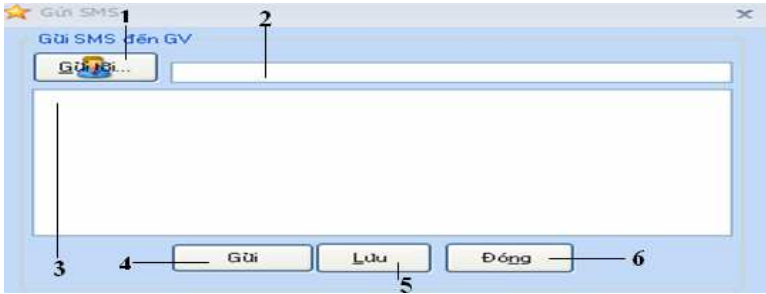 Gửi SMS 1 2
Gửi SMS đến GV
Gửi tới...
4 Gửi Lưu Đóng 6
3 5